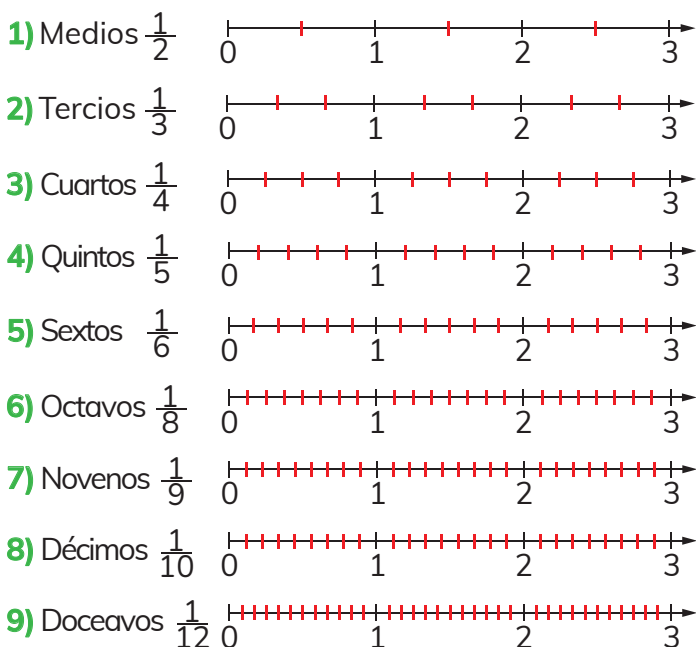 1) Medios 1/2
0 1 2 3
2) Tercios 1/3
0 1 2 3
3) Cuartos 1/4
0 1 2 3
4) Quintos 1/5
0 1 2 3
5) Sextos 1/6
0 1 2 3
6) Octavos 1/8
0 1 2 3
7) Novenos 1/9
0 1 2 3
8) Décimos 1/10
0 1 2 3
9) Doceavos 1/12
0 1 2 3